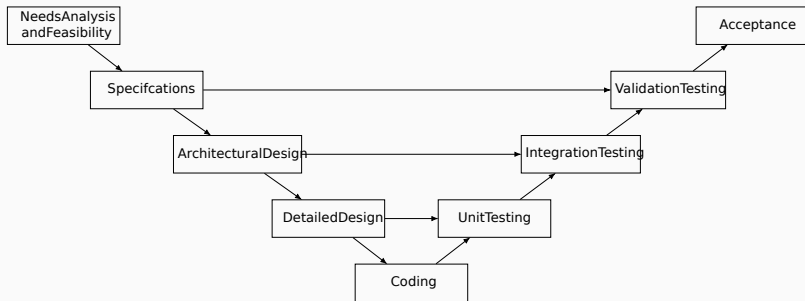 NeedsAnalysis
andFeasibility
Acceptance
Specifcations
ValidationTesting
ArchitecturalDesign
IntegrationTesting
DetailedDesign
UnitTesting
Coding